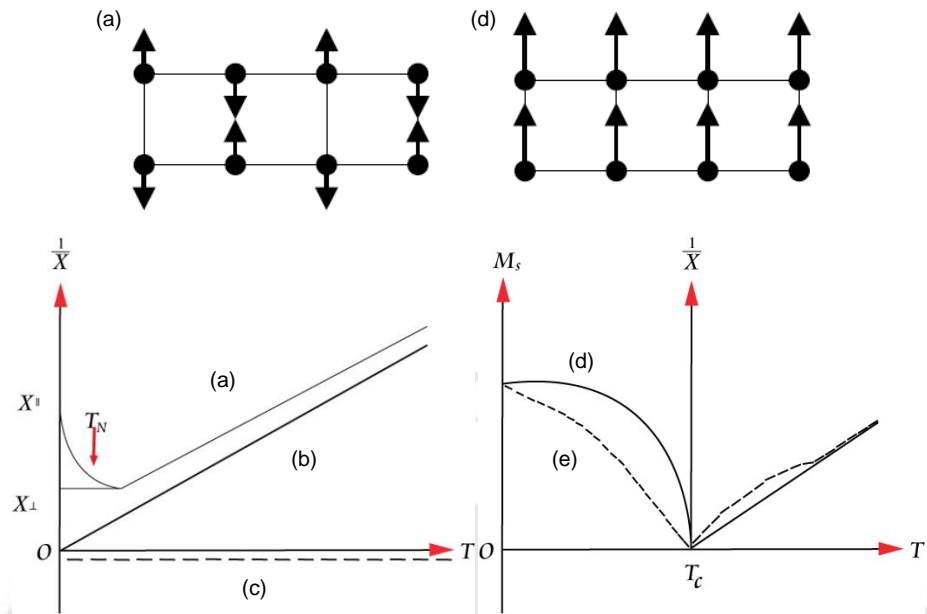 (a)
(d)
1/X
M_s
1/X
(a)
(d)
X∥
T_N
(b)
(e)
X⊥
O
T
O
T
(c)
T_c